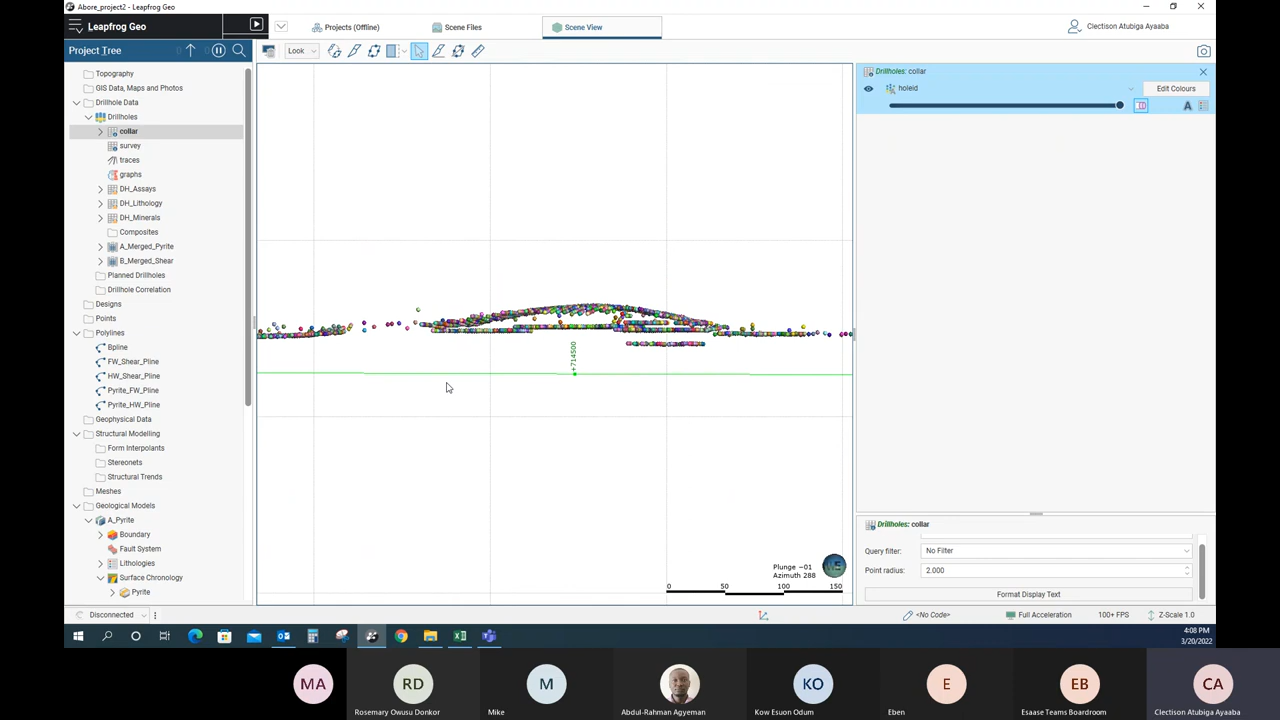 Abore_project2 - Leapfrog Geo
Leapfrog Geo
Projects (Offline)
Scene Files
Scene View
Clectison Atubiga Ayaaba
Project Tree
0
0
Look
Topography
GIS Data, Maps and Photos
Drillhole Data
Drillholes
collar
survey
traces
graphs
DH_Assays
DH_Lithology
DH_Minerals
Composites
A_Merged_Pyrite
B_Merged_Shear
Planned Drillholes
Drillhole Correlation
Designs
Points
Polylines
Bpline
FW_Shear_Pline
HW_Shear_Pline
Pyrite_FW_Pline
Pyrite_HW_Pline
Geophysical Data
Structural Modelling
Form Interpolants
Stereonets
Structural Trends
Meshes
Geological Models
A_Pyrite
Boundary
Fault System
Lithologies
Surface Chronology
Pyrite
+714500
Plunge −01
Azimuth 288
0 50 100 150
Drillholes: collar
holeid
Edit Colours
A
Drillholes: collar
Query filter: No Filter
Point radius: 2.000
Format Display Text
Disconnected
<No Code>
Full Acceleration
100+ FPS
Z-Scale 1.0
4:08 PM
3/20/2022
MA
RD
M
KO
E
EB
CA
Rosemary Owusu Donkor
Mike
Abdul-Rahman Agyeman
Kow Esuon Odum
Eben
Esaase Teams Boardroom
Clectison Atubiga Ayaaba